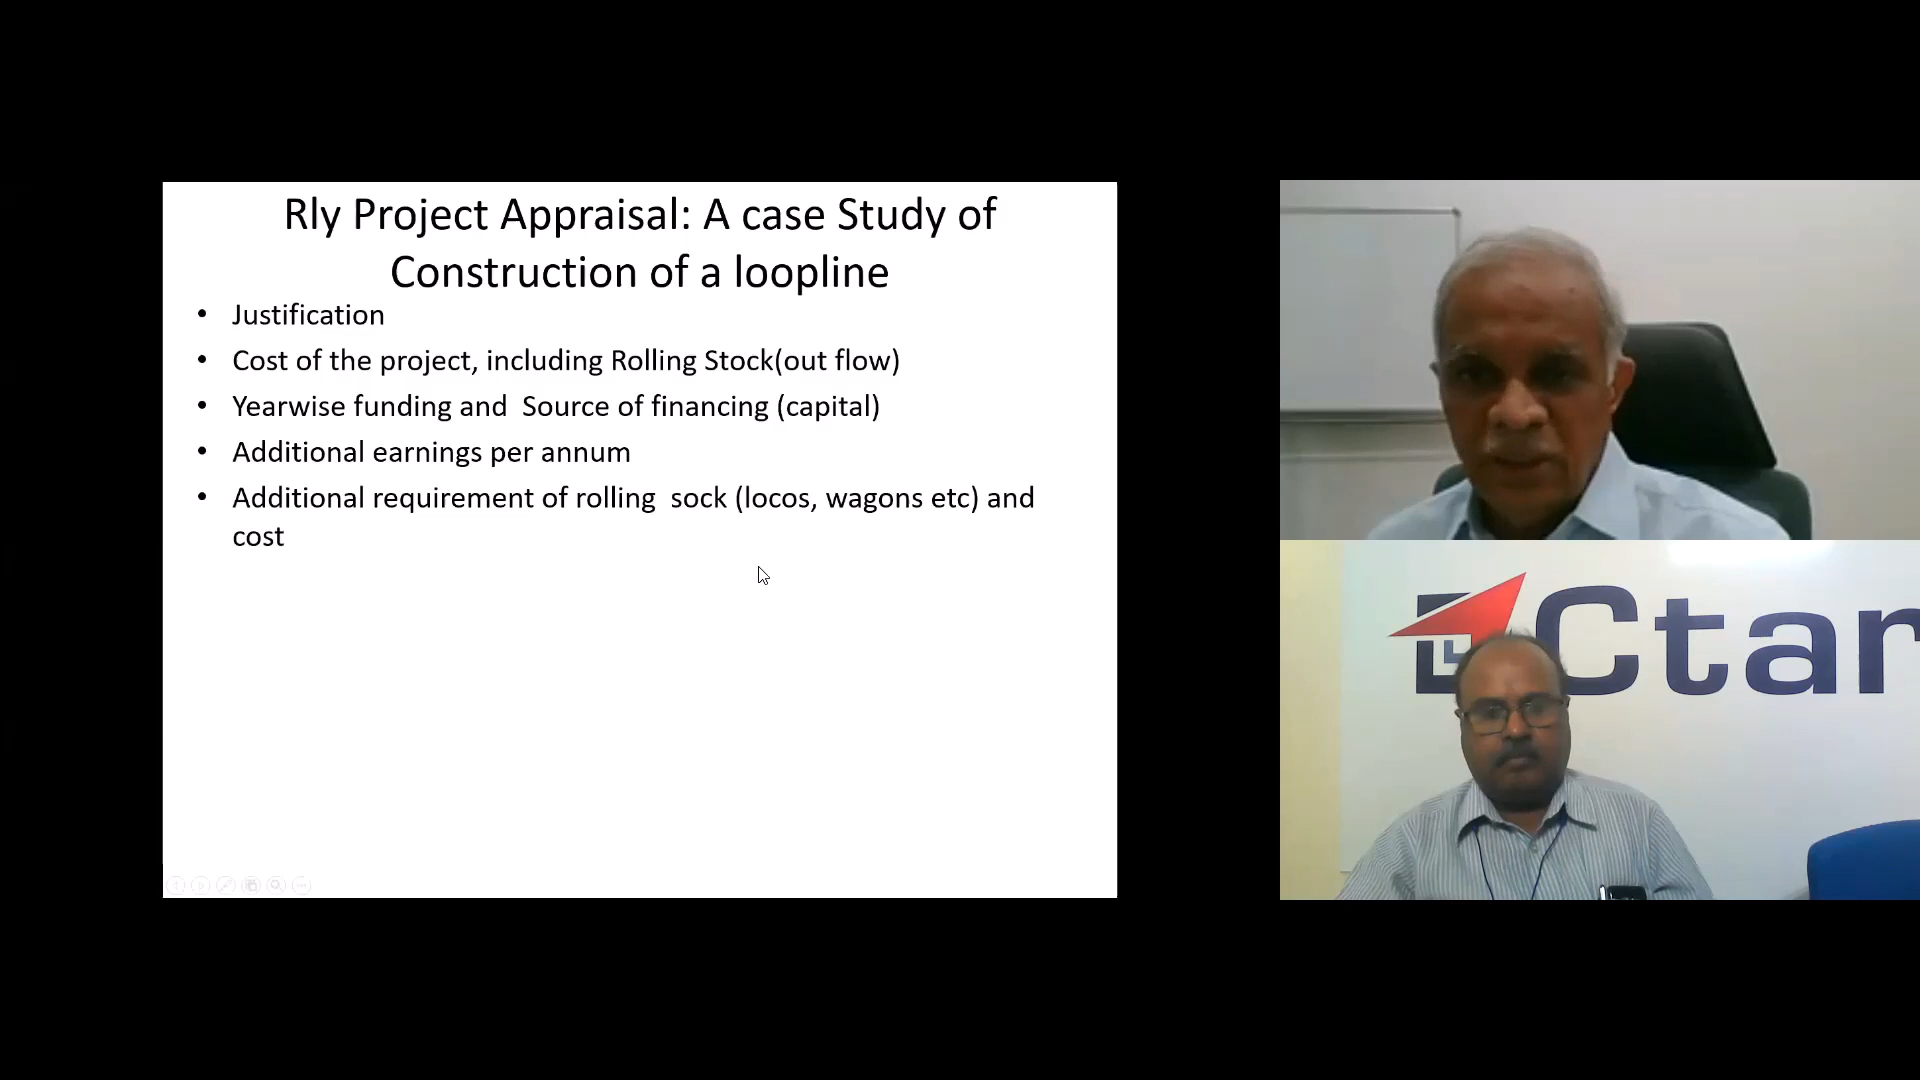 Rly Project Appraisal: A case Study of
Construction of a loopline
• Justification
• Cost of the project, including Rolling Stock(out flow)
• Yearwise funding and  Source of financing (capital)
• Additional earnings per annum
• Additional requirement of rolling  sock (locos, wagons etc) and
cost
Ctar